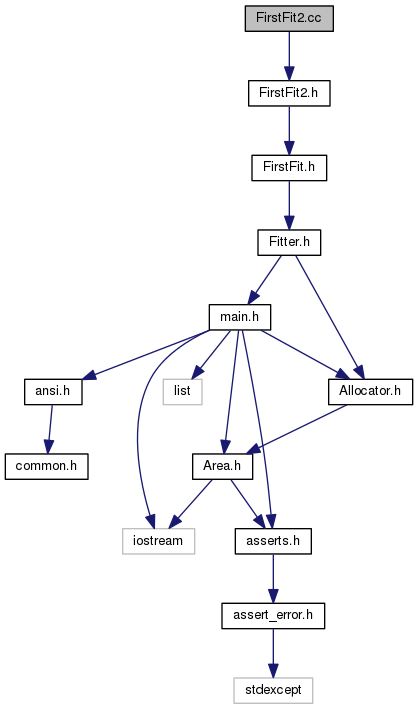 FirstFit2.cc
FirstFit2.h
FirstFit.h
Fitter.h
main.h
ansi.h
list
Allocator.h
common.h
Area.h
iostream
asserts.h
assert_error.h
stdexcept